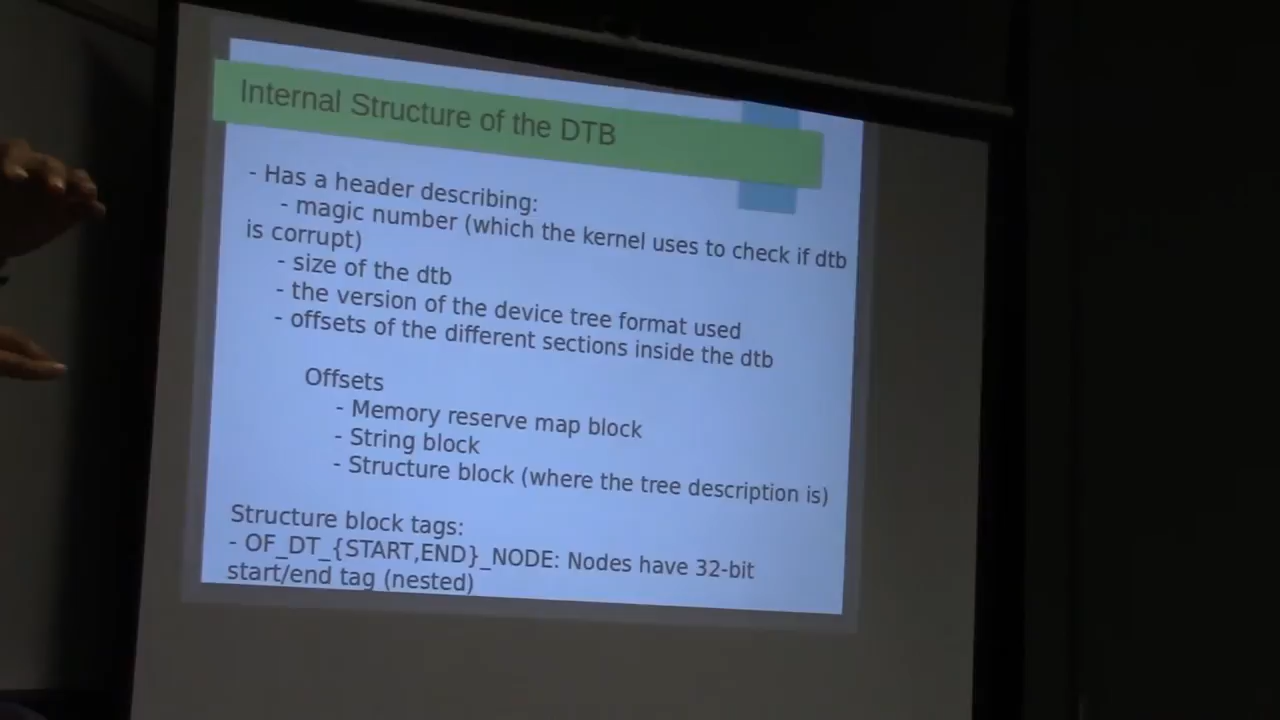 Internal Structure of the DTB
- Has a header describing:
- magic number (which the kernel uses to check if dtb
is corrupt)
- size of the dtb
- the version of the device tree format used
- offsets of the different sections inside the dtb
Offsets
- Memory reserve map block
- String block
- Structure block (where the tree description is)
Structure block tags:
- OF_DT_{START,END}_NODE: Nodes have 32-bit
start/end tag (nested)